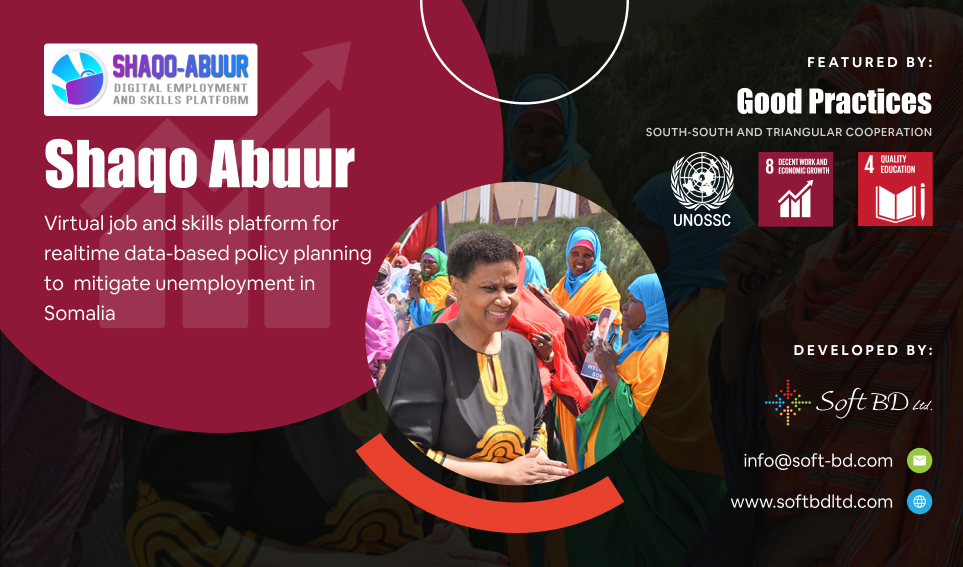 SHAQO-ABUUR
DIGITAL EMPLOYMENT
AND SKILLS PLATFORM
Shaqo Abuur
Virtual job and skills platform for
realtime data-based policy planning
to mitigate unemployment in
Somalia
FEATURED BY:
Good Practices
SOUTH-SOUTH AND TRIANGULAR COOPERATION
UNOSSC
8 DECENT WORK AND
ECONOMIC GROWTH
4 QUALITY
EDUCATION
DEVELOPED BY:
Soft BD Ltd.
info@soft-bd.com
www.softbdltd.com